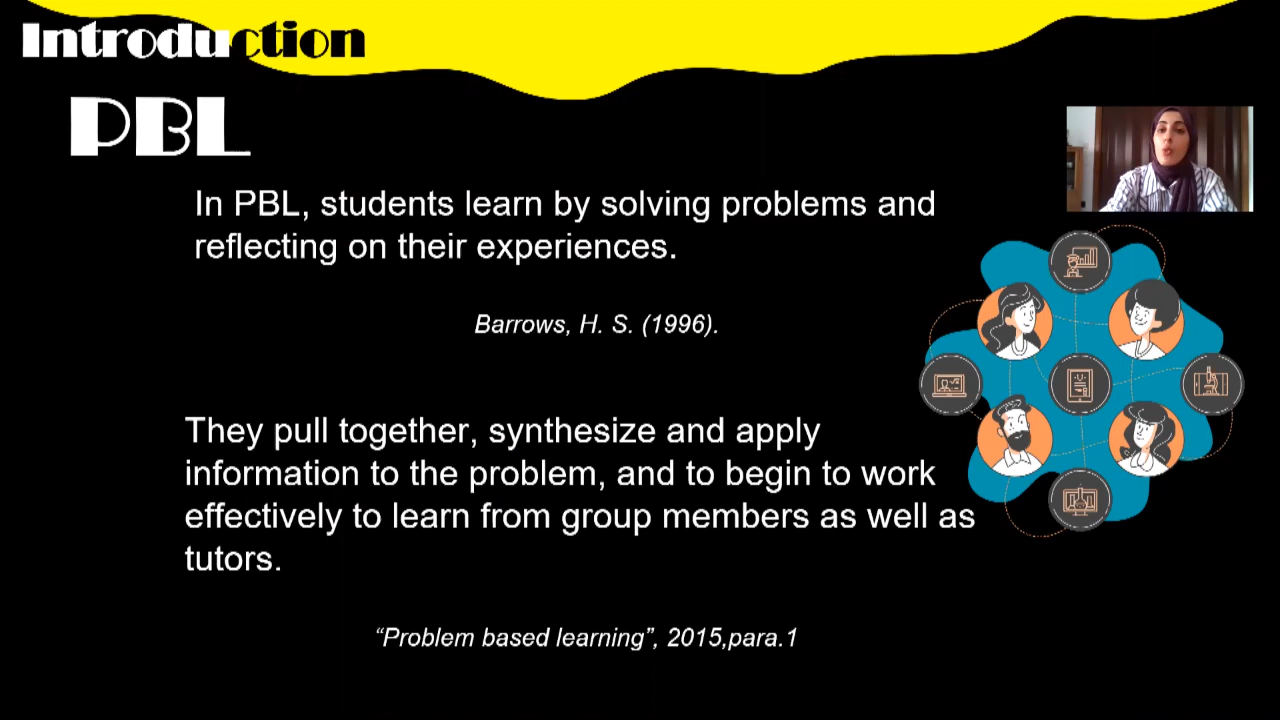 Introduction
PBL
In PBL, students learn by solving problems and
reflecting on their experiences.
Barrows, H. S. (1996).
They pull together, synthesize and apply
information to the problem, and to begin to work
effectively to learn from group members as well as
tutors.
“Problem based learning”, 2015,para.1